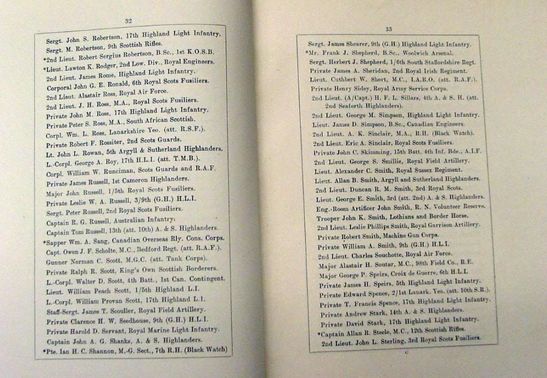 32
Sergt. John S. Robertson, 17th Highland Light Infantry.
Sergt. M. Robertson, 9th Scottish Rifles.
*2nd Lieut. Robert Sergius Robertson, B.Sc., 1st K.O.S.B.
*Lieut. Lawton K. Rodger, 2nd Low. Div., Royal Engineers.
2nd Lieut. James Rome, Highland Light Infantry.
Corporal John G. E. Ronald, 6th Royal Scots Fusiliers.
2nd Lieut. Alastair Ross, Royal Air Force.
2nd Lieut. J. H. Ross, M.A., Royal Scots Fusiliers.
Private John M. Ross, 17th Highland Light Infantry.
Private Peter S. Ross, M.A., South African Scottish.
Corpl. Wm. L. Ross, Lanarkshire Yeo. (att. R.S.F.).
Private Robert F. Rossiter, 2nd Scots Guards.
Lt. John L. Rowan, 5th Argyll & Sutherland Highlanders.
L.-Corpl. George A. Roy, 17th H.L.I. (att. T.M.B.).
Corpl. William W. Runciman, Scots Guards and R.A.F.
Private James Russell, 1st Cameron Highlanders.
Major John Russell, 1/5th Royal Scots Fusiliers.
Private Leslie W. A. Russell, 3/9th (G.H.) H.L.I.
Sergt. Peter Russell, 2nd Royal Scots Fusiliers.
Captain R. G. Russell, Australian Infantry.
Captain Tom Russell, 13th (att. 10th) A. & S. Highlanders.
*Sapper Wm. A. Sang, Canadian Overseas Rly. Cons. Corps.
Capt. Owen J. F. Scholte, M.C., Bedford Regt. (att. R.A.F.).
Gunner Norman C. Scott, M.G.C. (att. Tank Corps).
Private Ralph R. Scott, King's Own Scottish Borderers.
L.-Corpl. Walter D. Scott, 4th Batt., 1st Can. Contingent.
Lieut. William Peach Scott, 1/5th Highland L.I.
L.-Corpl. William Provan Scott, 17th Highland L.I.
Staff-Sergt. James T. Scoullar, Royal Field Artillery.
Private Clarence H. W. Seedhouse, 9th (G.H.) H.L.I.
Private Harold D. Servant, Royal Marine Light Infantry.
Captain John A. G. Shanks, A. & S. Highlanders.
*Pte. Ian H. C. Shannon, M.-G. Sect., 7th R.H. (Black Watch)
33
Sergt. James Shearer, 9th (G.H.) Highland Light Infantry.
*Mr. Frank J. Shepherd, B.Sc., Woolwich Arsenal.
Sergt. Herbert J. Shepherd, 1/6th South Staffordshire Regt.
Private James A. Sheridan, 2nd Royal Irish Regiment.
Lieut. Cuthbert W. Short, M.C., I.A.R.O. (att. R.A.F.).
Private Henry Sidey, Royal Army Service Corps.
2nd Lieut. (A/Capt.) H. F. L. Sillars, 4th A. & S. H. (att.
2nd Seaforth Highlanders).
2nd Lieut. George M. Simpson, Highland Light Infantry.
Lieut. James D. Simpson, B.Sc., Canadian Engineers.
2nd Lieut. A. K. Sinclair, M.A., R.H. (Black Watch).
2nd Lieut. Eric A. Sinclair, Royal Scots Fusiliers.
Private John C. Skimming, 15th Batt. 4th Inf. Bde., A.I.F.
2nd Lieut. George S. Smillie, Royal Field Artillery.
Lieut. Alexander C. Smith, Royal Sussex Regiment.
Lieut. Allan B. Smith, Argyll and Sutherland Highlanders.
2nd Lieut. Duncan R. M. Smith, 3rd Royal Scots.
Lieut. George E. Smith, 3rd (att. 2nd) A. & S. Highlanders.
Eng.-Room Artificer John Smith, R. N. Volunteer Reserve.
Trooper John K. Smith, Lothians and Border Horse.
2nd Lieut. Leslie Phillips Smith, Royal Garrison Artillery.
Private Robert Smith, Machine Gun Corps.
Private William A. Smith, 9th (G.H.) H.L.I.
2nd Lieut. Charles Souchotte, Royal Air Force.
Major Alastair H. Souter, M.C., 98th Field Co., R.E.
Major George P. Speirs, Croix de Guerre, 6th H.L.I.
Private James H. Speirs, 5th Highland Light Infantry.
Private Edward Spence, 2/1st Lanark. Yeo. (att. 10th S.R.).
Private T. Francis Spence, 17th Highland Light Infantry.
Private Andrew Stark, 14th A. & S. Highlanders.
Private David Stark, 17th Highland Light Infantry.
*Captain Allan R. Steele, M.C., 12th Scottish Rifles.
2nd Lieut. John L. Sterling, 3rd Royal Scots Fusiliers.
C